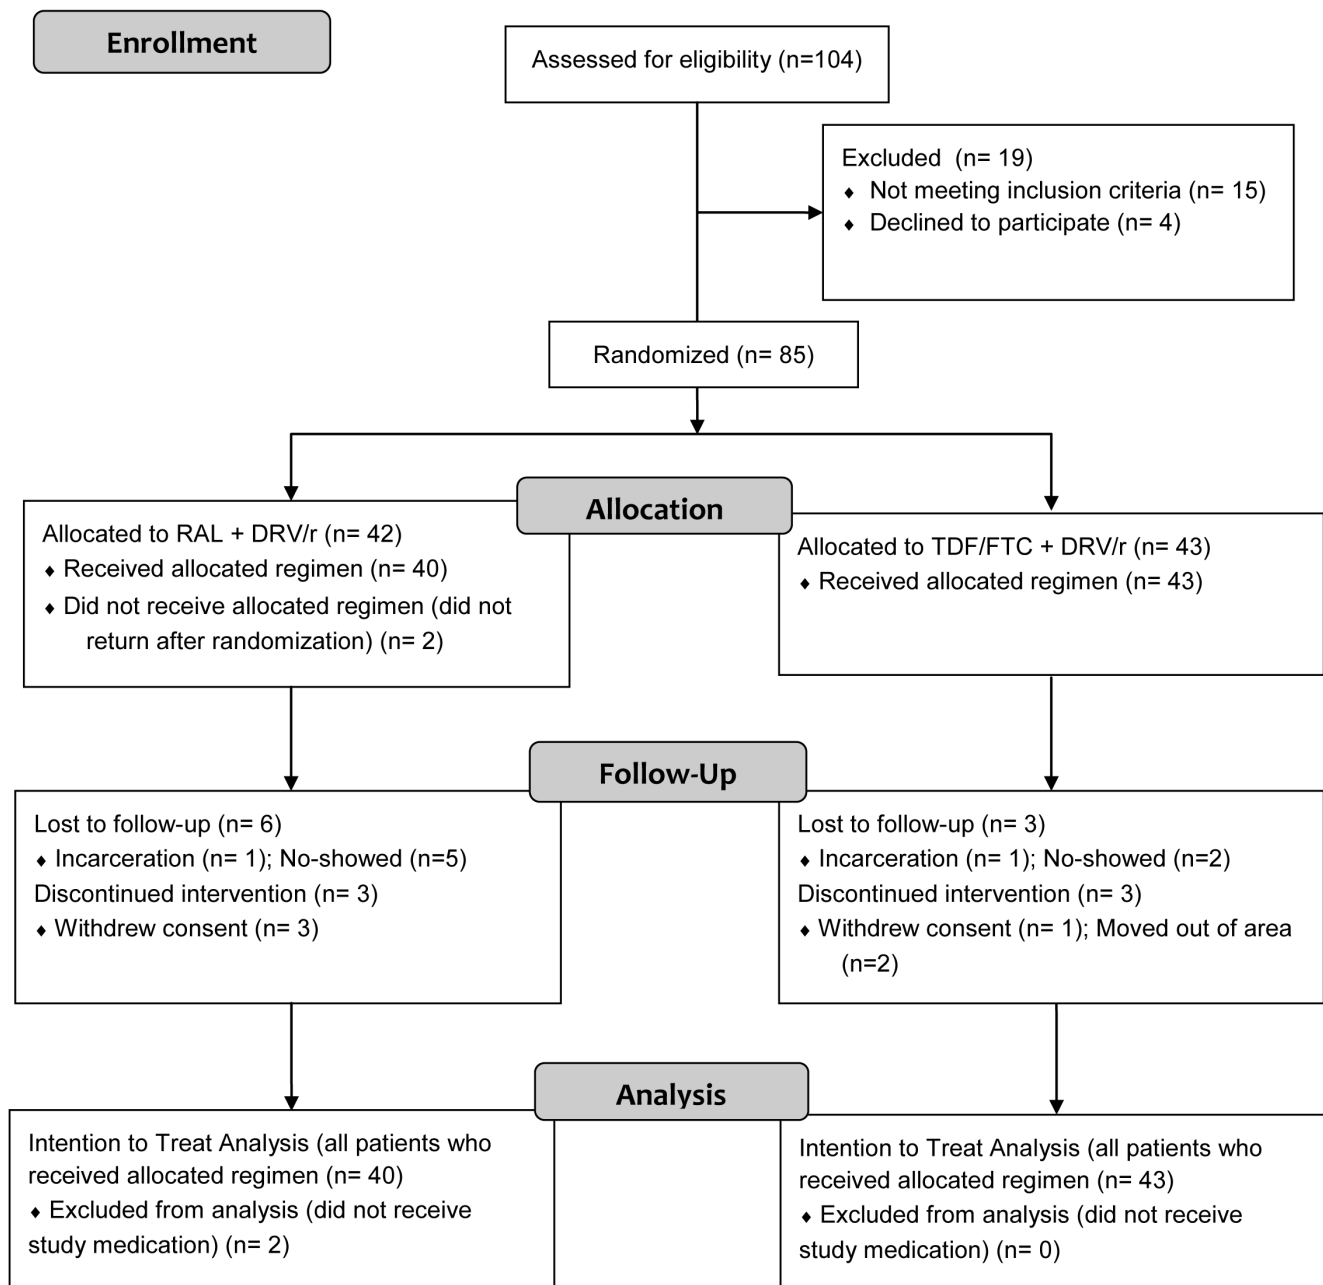 Enrollment
Assessed for eligibility (n=104)
Excluded (n= 19)
♦ Not meeting inclusion criteria (n= 15)
♦ Declined to participate (n= 4)
Randomized (n= 85)
Allocation
Allocated to RAL + DRV/r (n= 42)
♦ Received allocated regimen (n= 40)
♦ Did not receive allocated regimen (did not
return after randomization) (n= 2)
Allocated to TDF/FTC + DRV/r (n= 43)
♦ Received allocated regimen (n= 43)
Follow-Up
Lost to follow-up (n= 6)
♦ Incarceration (n= 1); No-showed (n=5)
Discontinued intervention (n= 3)
♦ Withdrew consent (n= 3)
Lost to follow-up (n= 3)
♦ Incarceration (n= 1); No-showed (n=2)
Discontinued intervention (n= 3)
♦ Withdrew consent (n= 1); Moved out of area
(n=2)
Analysis
Intention to Treat Analysis (all patients who
received allocated regimen (n= 40)
♦ Excluded from analysis (did not receive
study medication) (n= 2)
Intention to Treat Analysis (all patients who
received allocated regimen (n= 43)
♦ Excluded from analysis (did not receive
study medication) (n= 0)